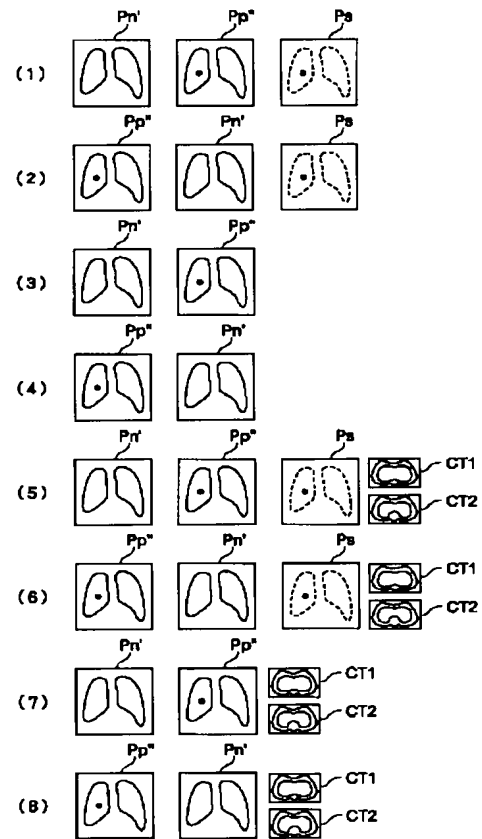 Pn' Pp" Ps
(1)
Pp" Pn' Ps
(2)
Pn' Pp"
(3)
Pp" Pn'
(4)
Pn' Pp" Ps
(5) CT1
CT2
Pp" Pn' Ps
(6) CT1
CT2
Pn' Pp"
(7) CT1
CT2
Pp" Pn'
(8) CT1
CT2